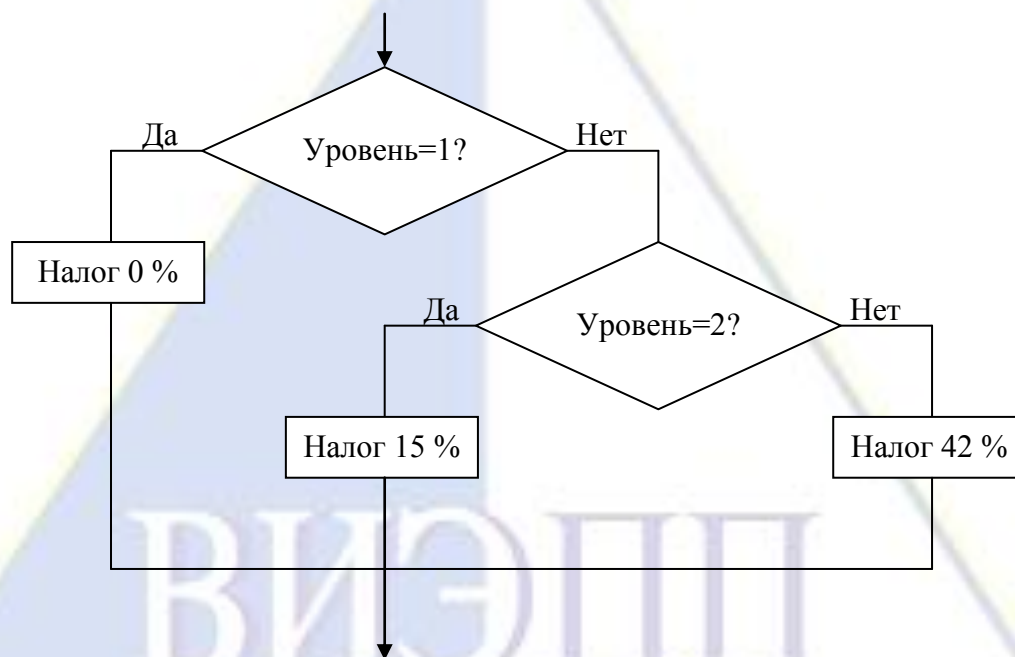 Да
Уровень=1?
Нет
Налог 0 %
Да
Уровень=2?
Нет
Налог 15 %
Налог 42 %
ВИЭПП